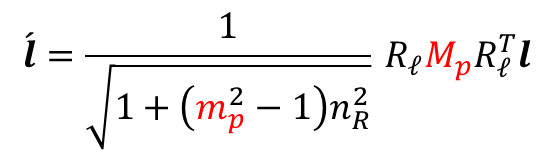 𝒍́ = 1 / √(1 + (m_p^2 − 1)n_R^2) R_ℓ M_p R_ℓ^T 𝒍